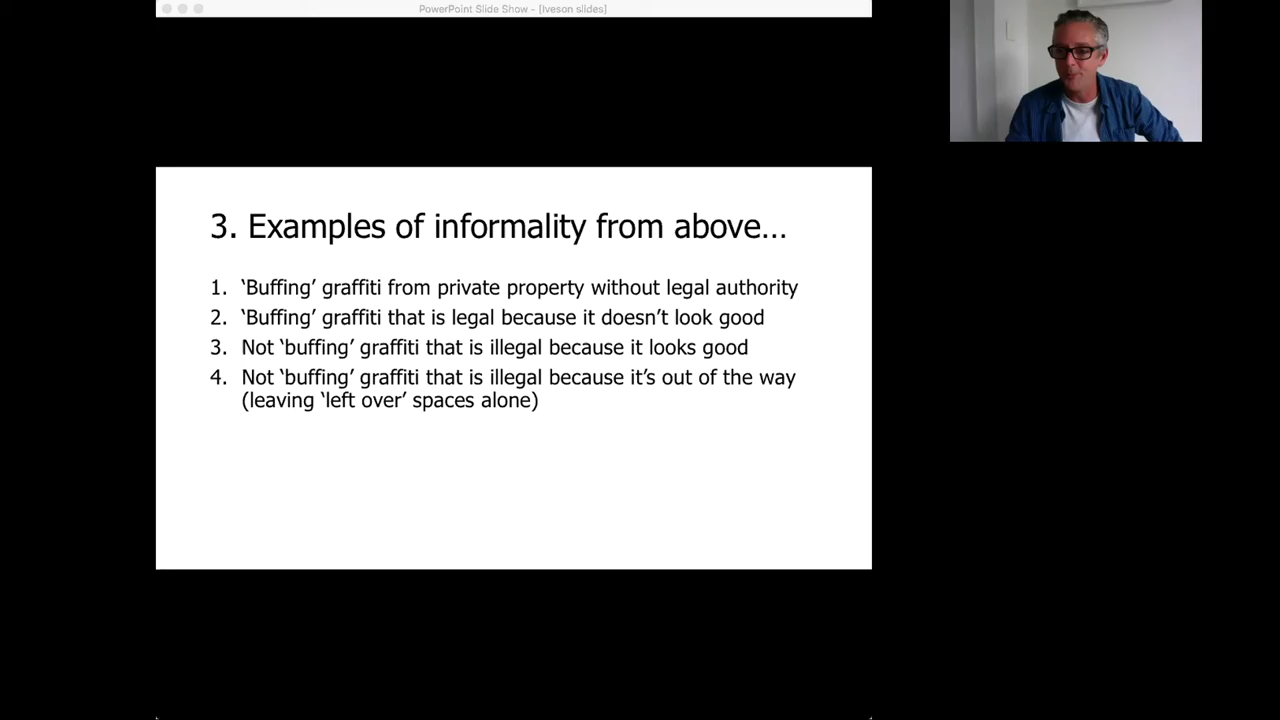 PowerPoint Slide Show - [Iveson slides]
3. Examples of informality from above...
1. ‘Buffing’ graffiti from private property without legal authority
2. ‘Buffing’ graffiti that is legal because it doesn’t look good
3. Not ‘buffing’ graffiti that is illegal because it looks good
4. Not ‘buffing’ graffiti that is illegal because it’s out of the way
(leaving ‘left over’ spaces alone)